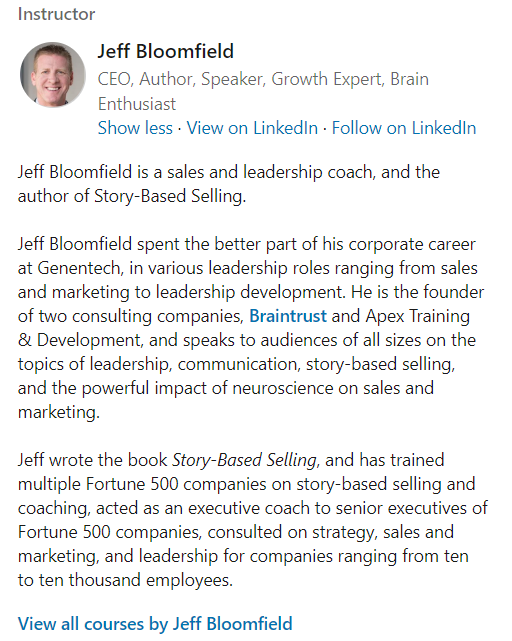 Instructor
Jeff Bloomfield
CEO, Author, Speaker, Growth Expert, Brain
Enthusiast
Show less · View on LinkedIn · Follow on LinkedIn
Jeff Bloomfield is a sales and leadership coach, and the
author of Story-Based Selling.
Jeff Bloomfield spent the better part of his corporate career
at Genentech, in various leadership roles ranging from sales
and marketing to leadership development. He is the founder
of two consulting companies, Braintrust and Apex Training
& Development, and speaks to audiences of all sizes on the
topics of leadership, communication, story-based selling,
and the powerful impact of neuroscience on sales and
marketing.
Jeff wrote the book Story-Based Selling, and has trained
multiple Fortune 500 companies on story-based selling and
coaching, acted as an executive coach to senior executives of
Fortune 500 companies, consulted on strategy, sales and
marketing, and leadership for companies ranging from ten
to ten thousand employees.
View all courses by Jeff Bloomfield